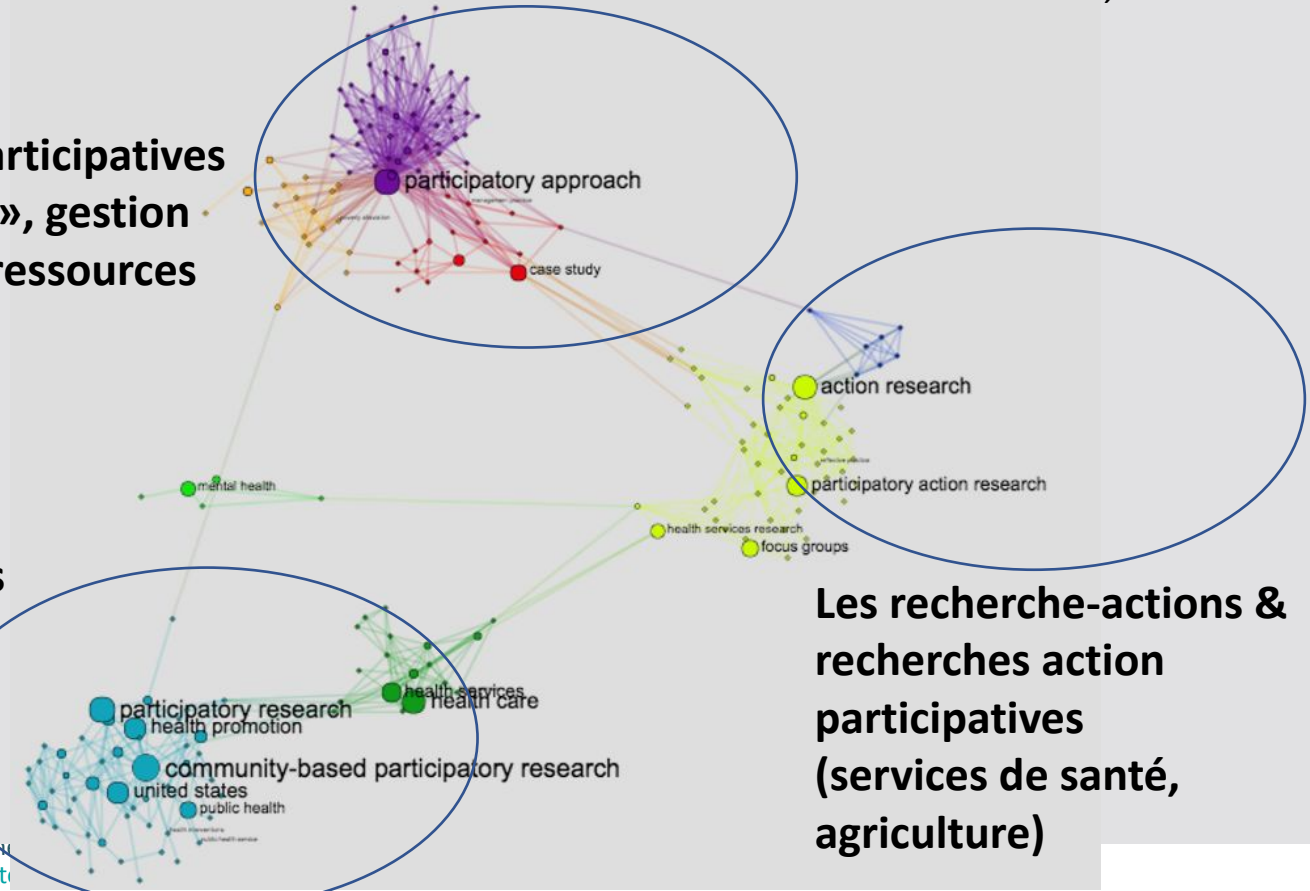 articipatives
», gestion
ressources
participatory approach
case study
action research
participatory action research
health services research
focus groups
mental health
s
Les recherche-actions &
recherches action
participatives
(services de santé,
agriculture)
health services
health care
participatory research
health promotion
community-based participatory research
united states
public health